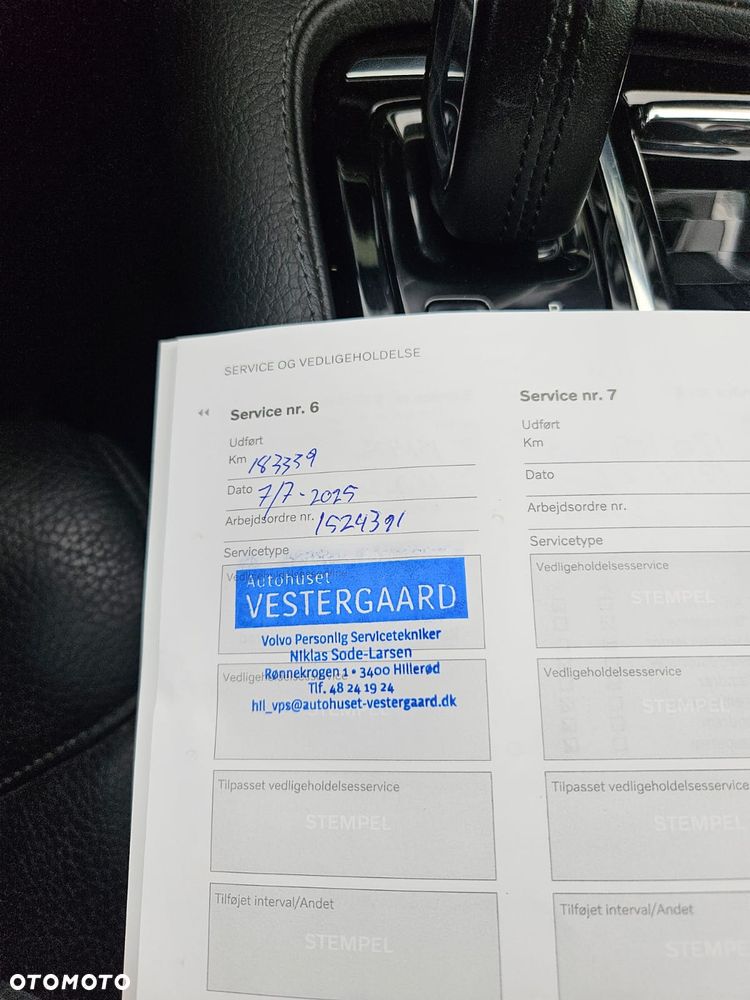 SERVICE OG VEDLIGEHOLDELSE
Service nr. 6
Udført
Km 183339
Dato 7/7-2025
Arbejdsordre nr. 1524391
Servicetype
Autohuset
VESTERGAARD
Volvo Personlig Servicetekniker
Niklas Sode-Larsen
Rønnekrogen 1 • 3400 Hillerød
Tlf. 48 24 19 24
hil_vps@autohuset-vestergaard.dk
Vedligeholdelsesservice
Tilpasset vedligeholdelsesservice
STEMPEL
Tilføjet interval/Andet
STEMPEL
Service nr. 7
Udført
Km
Dato
Arbejdsordre nr.
Servicetype
Vedligeholdelsesservice
STEMPEL
Vedligeholdelsesservice
STEMPEL
Tilpasset vedligeholdelsesservice
STEMPEL
Tilføjet interval/Andet
STEMPEL
OTOMOTO